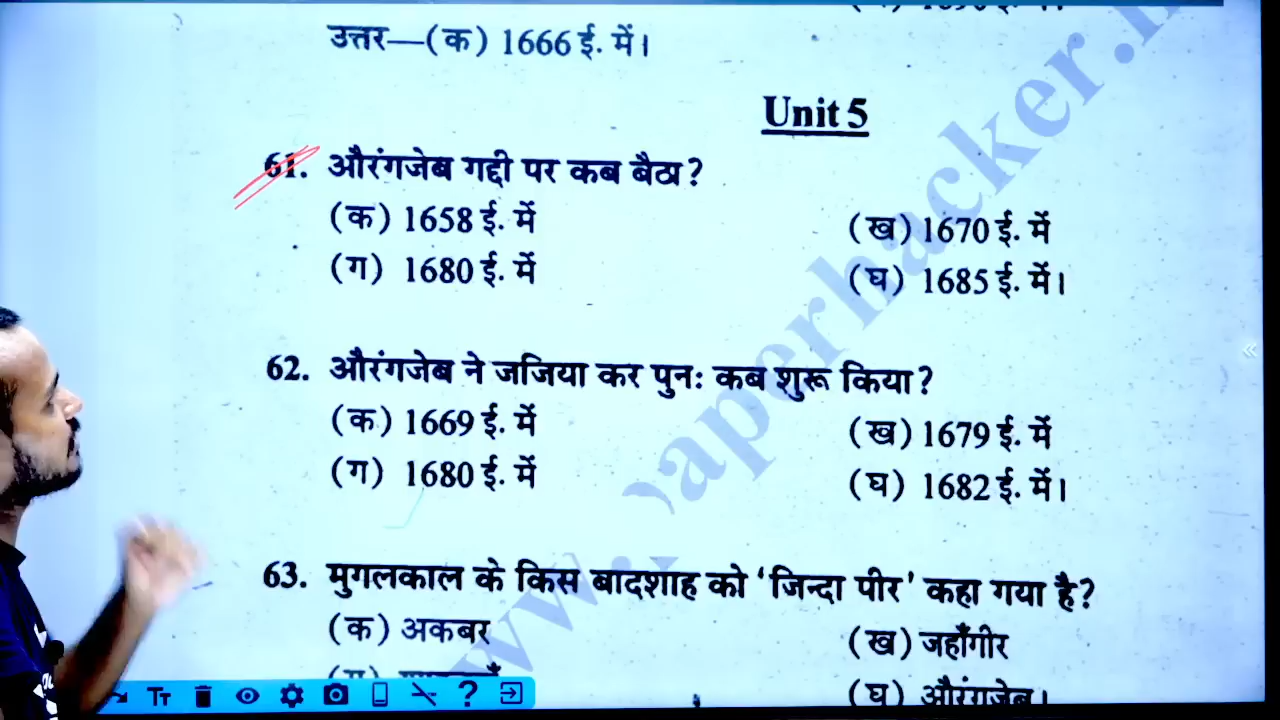 उत्तर—(क) 1666 ई. में।
Unit 5
61. औरंगजेब गद्दी पर कब बैठा?
(क) 1658 ई. में
(ख) 1670 ई. में
(ग) 1680 ई. में
(घ) 1685 ई. में।
62. औरंगजेब ने जजिया कर पुनः कब शुरू किया?
(क) 1669 ई. में
(ख) 1679 ई. में
(ग) 1680 ई. में
(घ) 1682 ई. में।
63. मुगलकाल के किस बादशाह को ‘जिन्दा पीर’ कहा गया है?
(क) अकबर
(ख) जहाँगीर
(घ) औरंगजेब।